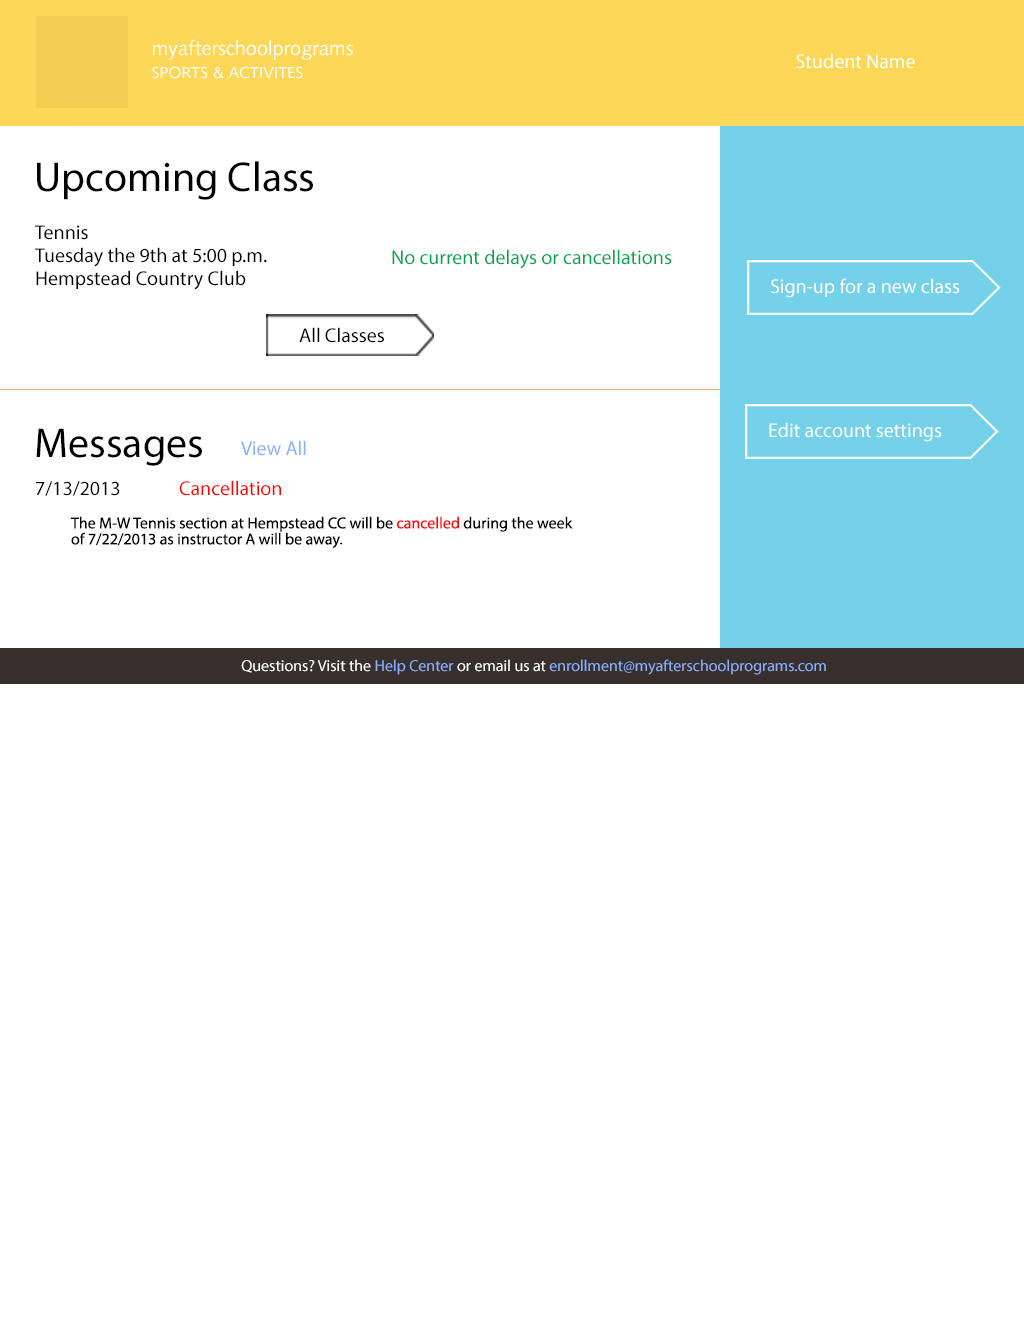 myafterschoolprograms
SPORTS & ACTIVITES
Student Name
Upcoming Class
Tennis
Tuesday the 9th at 5:00 p.m.
Hempstead Country Club
No current delays or cancellations
All Classes
Sign-up for a new class
Edit account settings
Messages View All
7/13/2013 Cancellation
The M-W Tennis section at Hempstead CC will be cancelled during the week
of 7/22/2013 as instructor A will be away.
Questions? Visit the Help Center or email us at enrollment@myafterschoolprograms.com